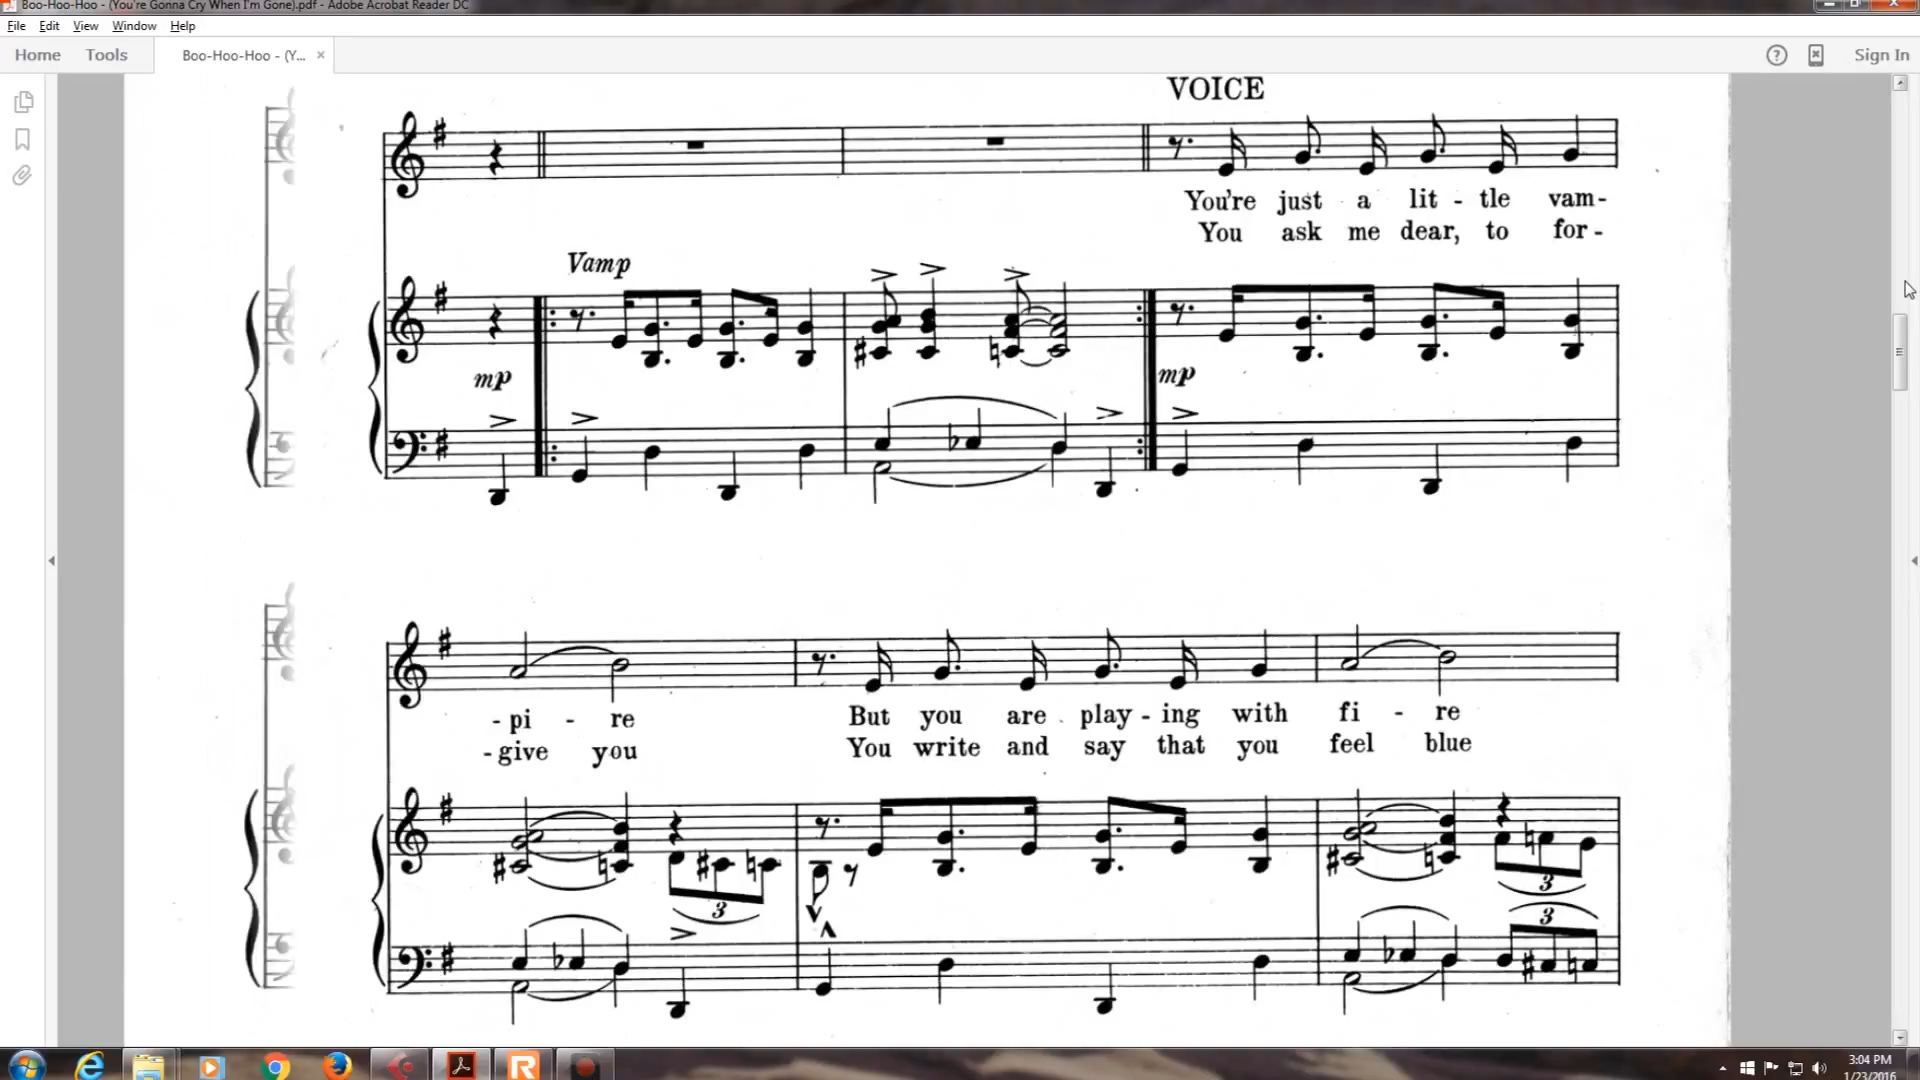 Boo-Hoo-Hoo - (You're Gonna Cry When I'm Gone).pdf - Adobe Acrobat Reader DC
File Edit View Window Help
Home Tools Boo-Hoo-Hoo - (Y... × Sign In
VOICE
You're just a lit - tle vam-
You ask me dear, to for-
Vamp
mp mp
-pi - re But you are play - ing with fi - re
-give you You write and say that you feel blue
3 3
3
3:04 PM
1/23/2016